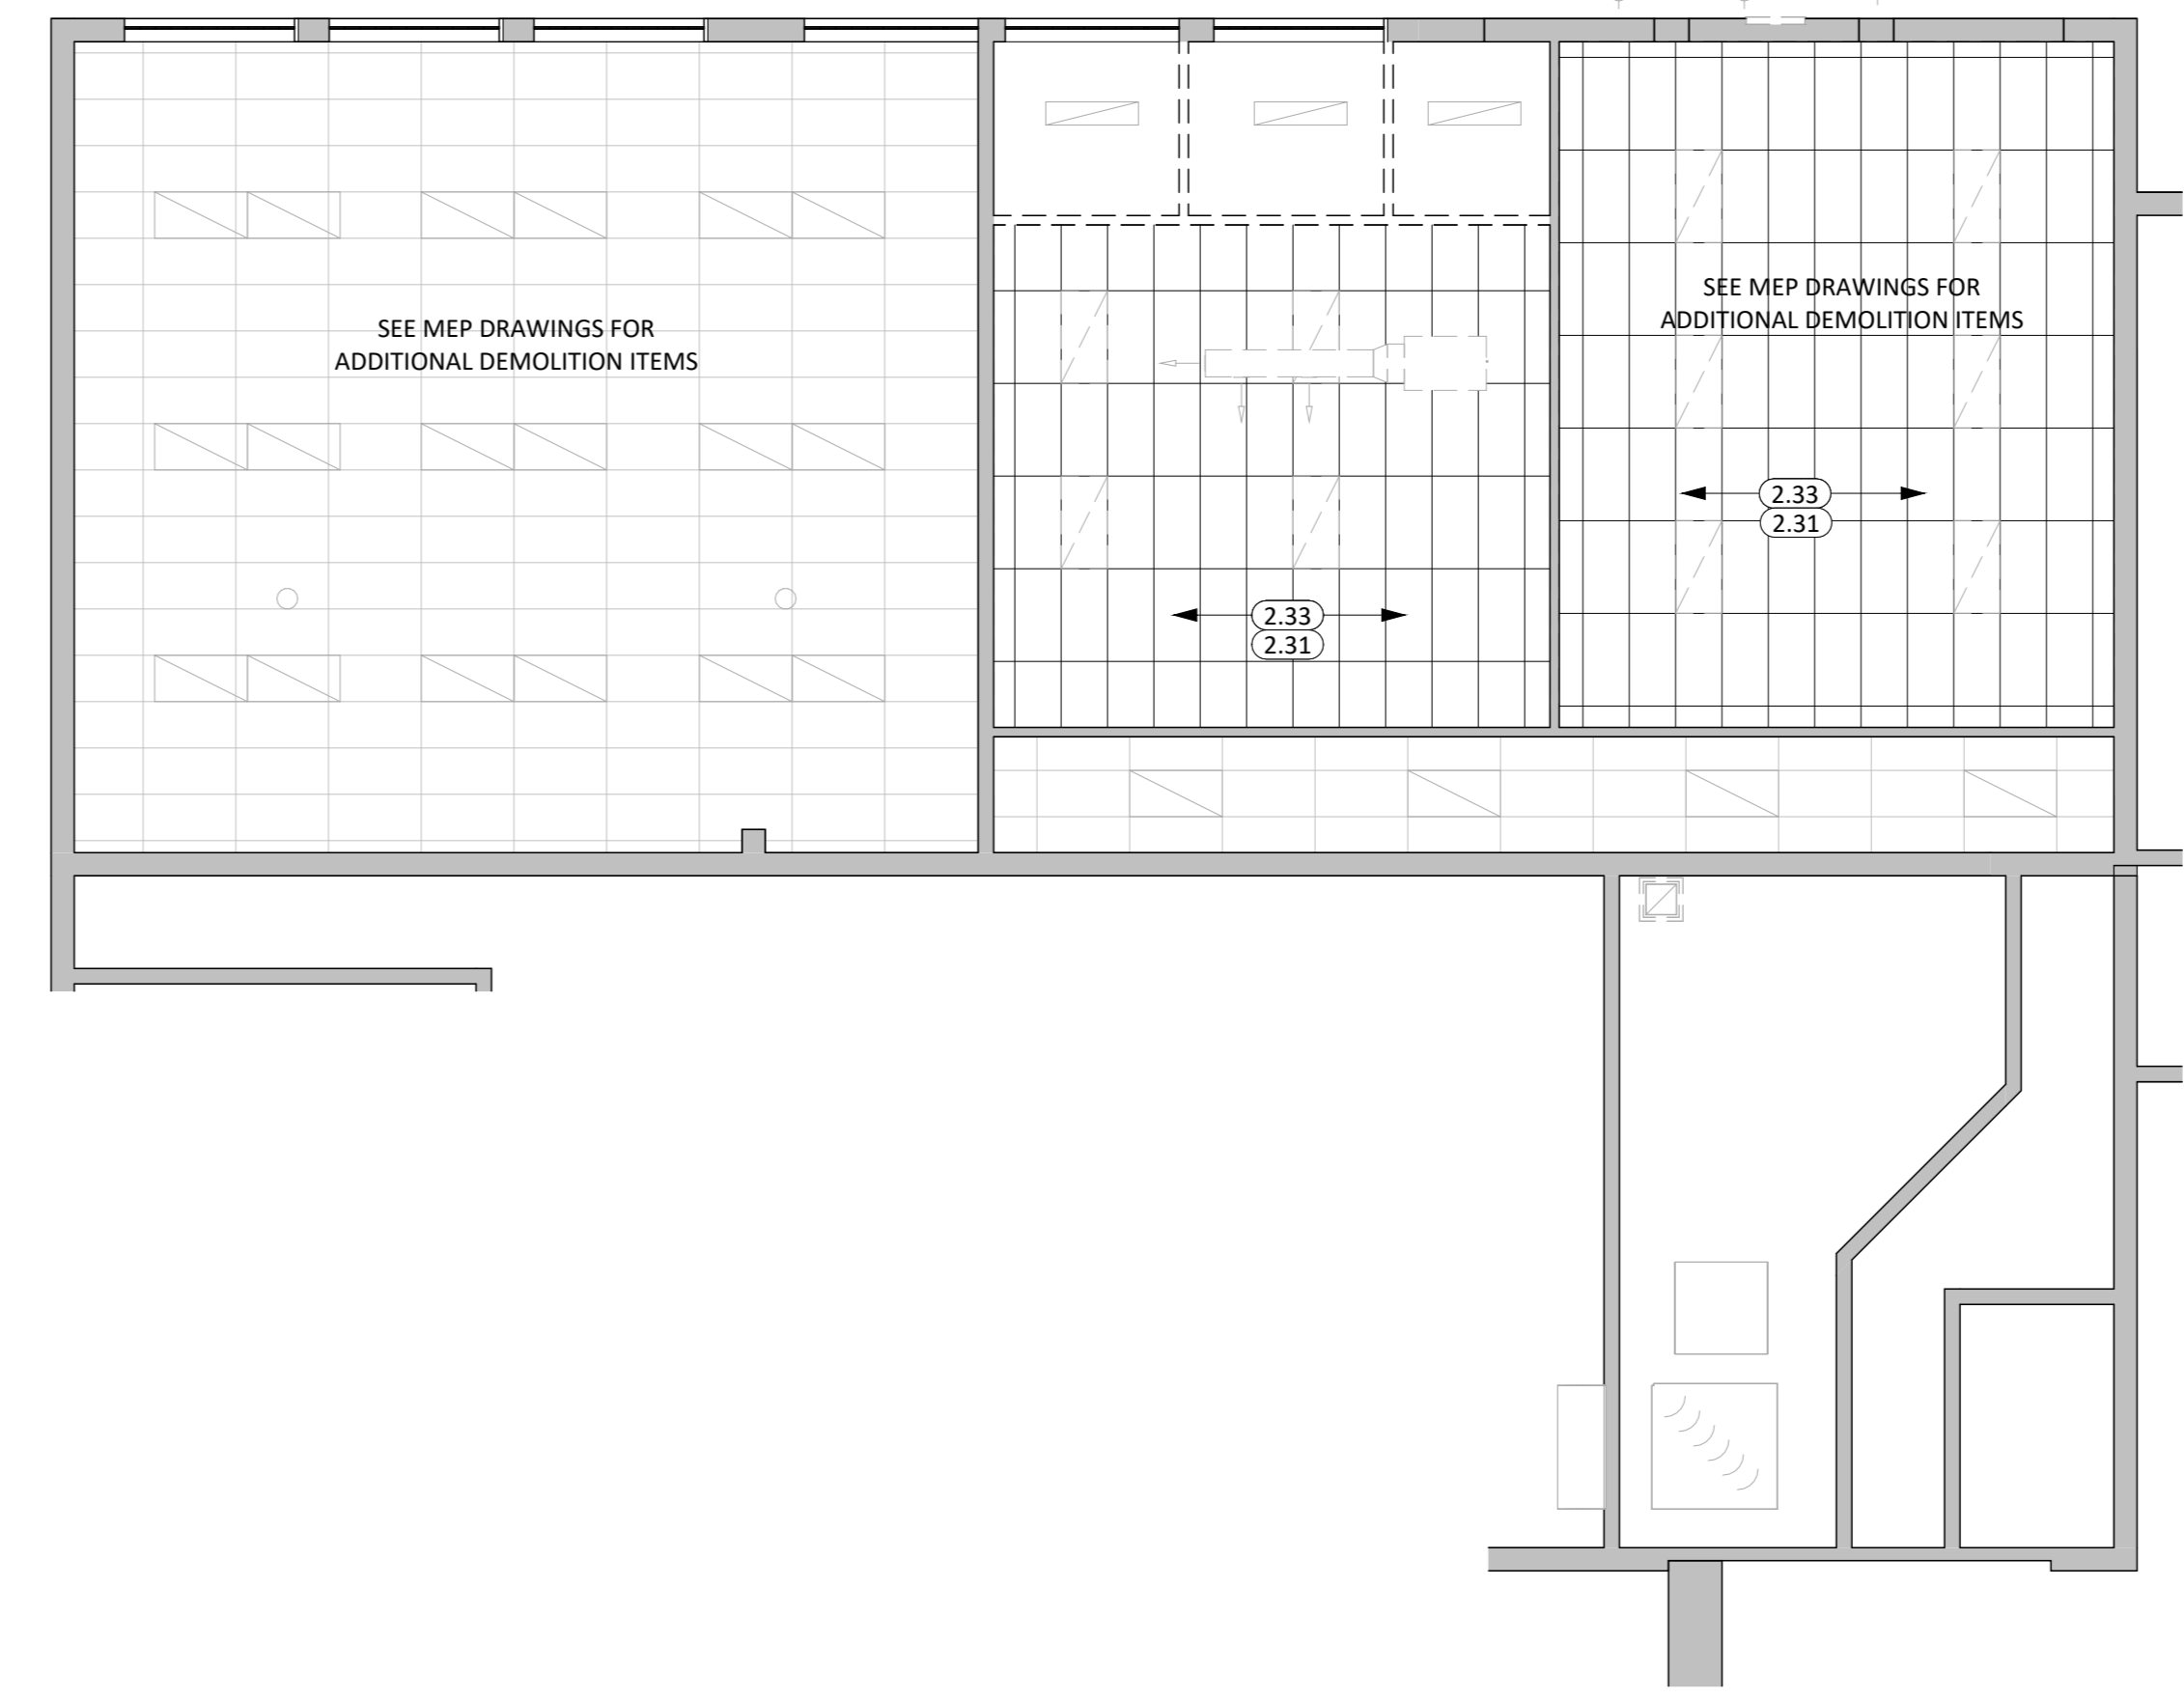 SEE MEP DRAWINGS FOR
ADDITIONAL DEMOLITION ITEMS
SEE MEP DRAWINGS FOR
ADDITIONAL DEMOLITION ITEMS
2.33
2.31
2.33
2.31